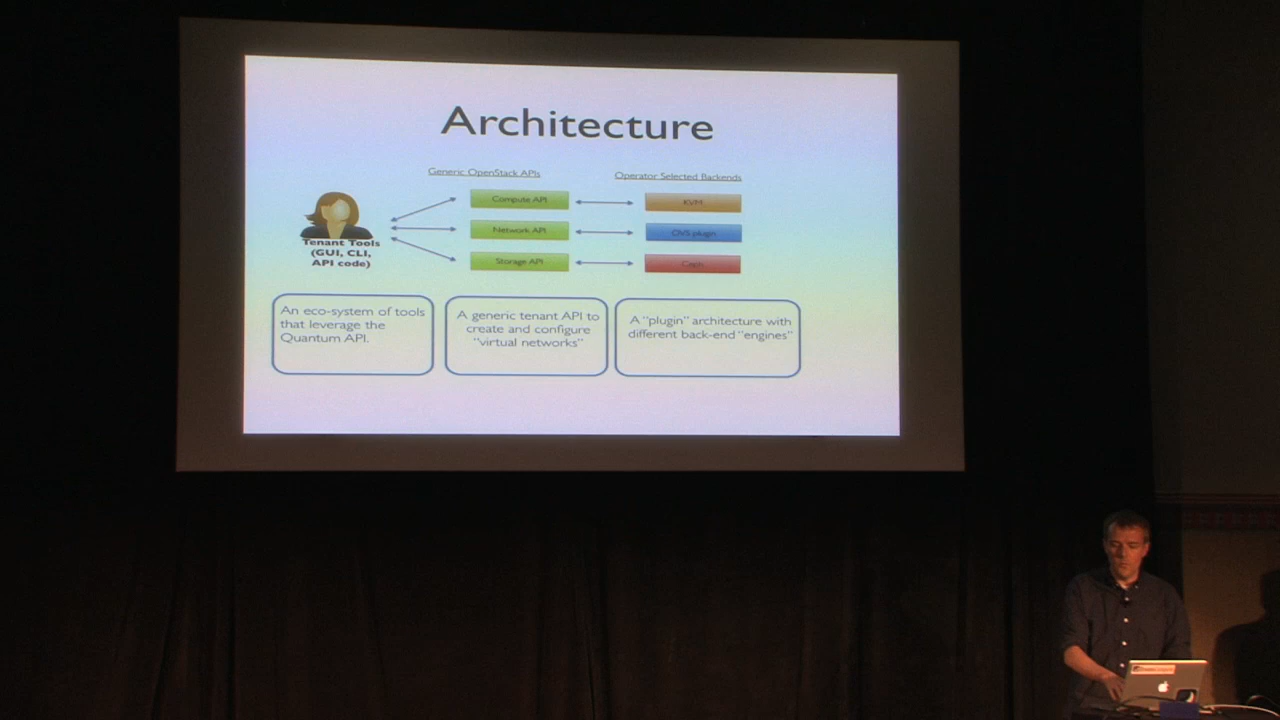 Architecture
Generic OpenStack APIs
Operator Selected Backends
Compute API
KVM
Network API
OVS plugin
Storage API
Ceph
Tenant Tools
(GUI, CLI,
API code)
An eco-system of tools
that leverage the
Quantum API.
A generic tenant API to
create and configure
"virtual networks"
A "plugin" architecture with
different back-end "engines"